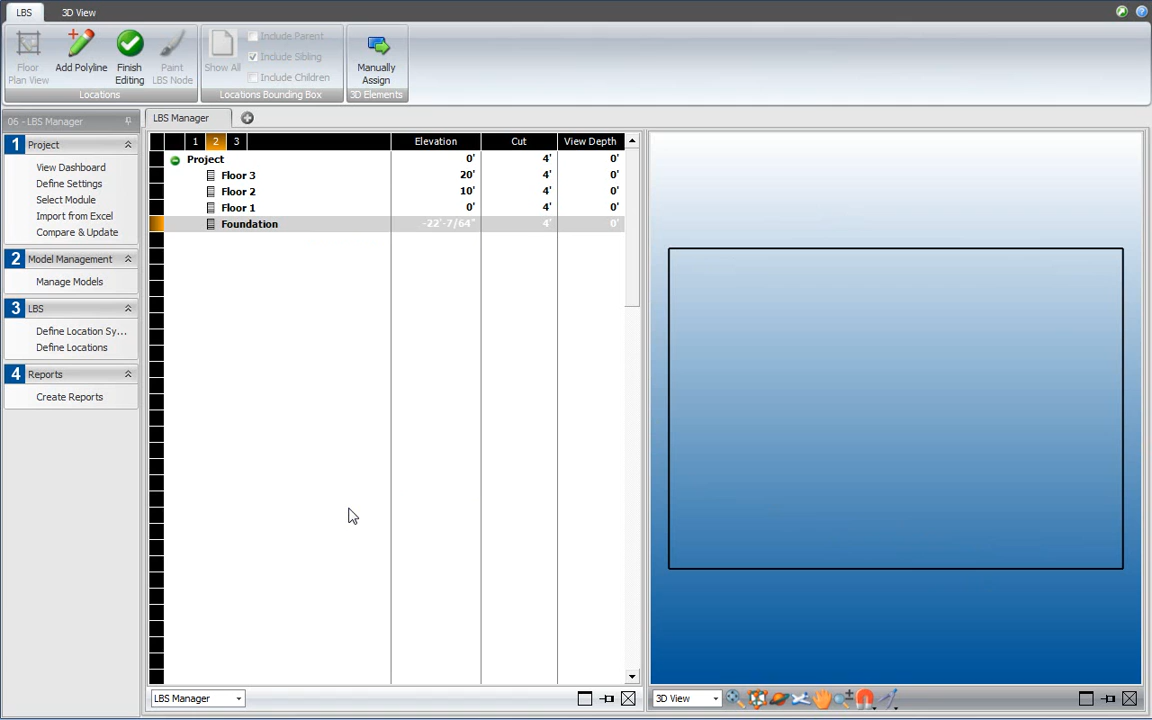 LBS 3D View
Floor Plan View
Add Polyline
Finish Editing
Paint LBS Node
Locations
Show All
Include Parent
Include Sibling
Include Children
Locations Bounding Box
Manually Assign
3D Elements
06 - LBS Manager
1 Project
View Dashboard
Define Settings
Select Module
Import from Excel
Compare & Update
2 Model Management
Manage Models
3 LBS
Define Location Sy...
Define Locations
4 Reports
Create Reports
LBS Manager
1 2 3 Elevation Cut View Depth
Project 0' 4' 0'
Floor 3 20' 4' 0'
Floor 2 10' 4' 0'
Floor 1 0' 4' 0'
Foundation -22'-7/64" 4' 0'
LBS Manager
3D View